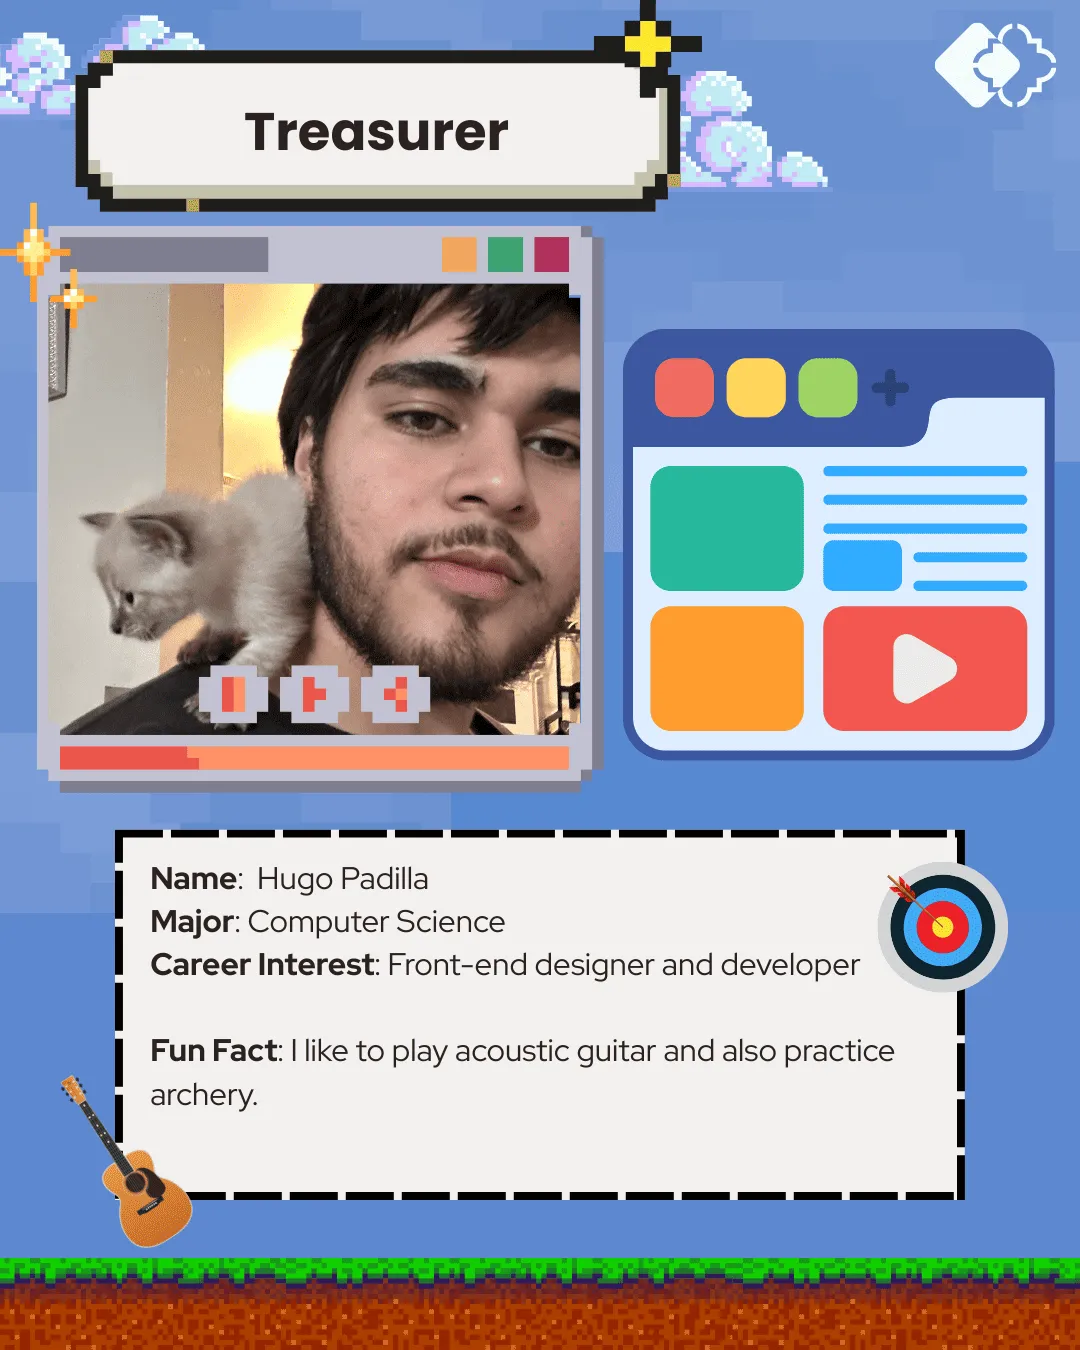 Treasurer
Name:  Hugo Padilla
Major: Computer Science
Career Interest: Front-end designer and developer
Fun Fact: I like to play acoustic guitar and also practice
archery.